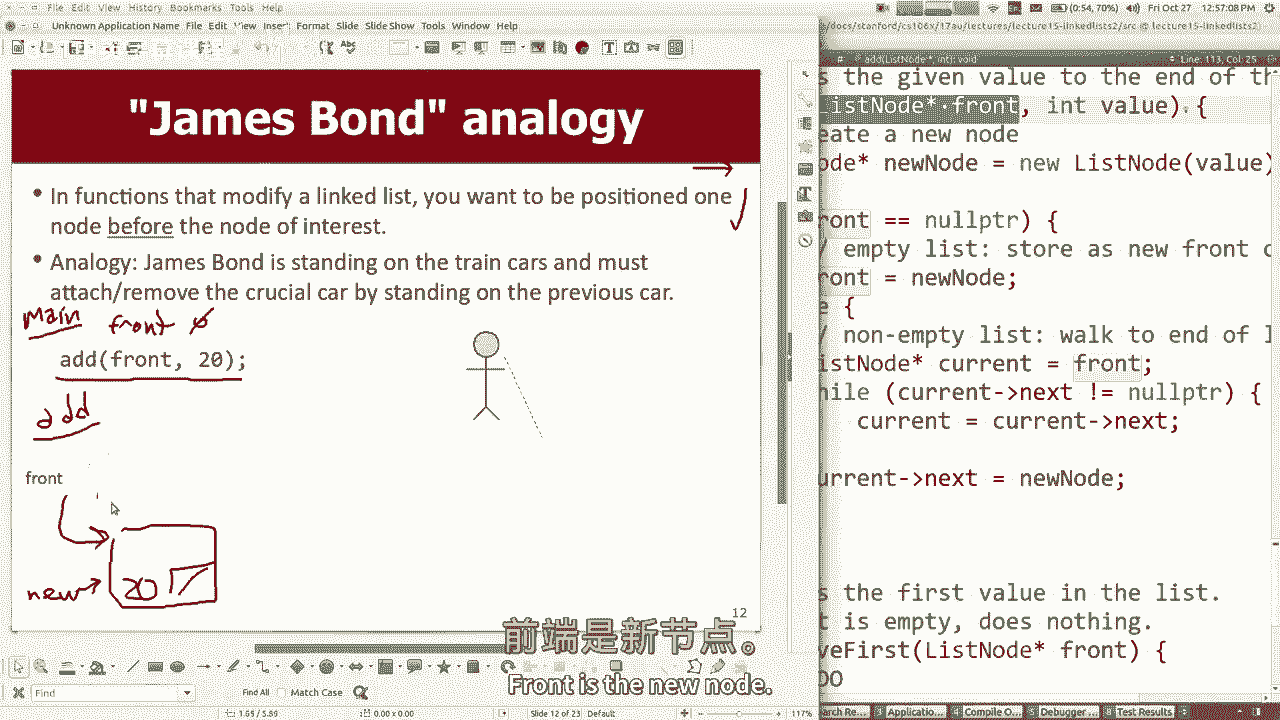 File Edit View History Bookmarks Tools Help
(0:54, 70%) Fri Oct 27 12:57:08 PM
Unknown Application Name File Edit View Insert Format Slide Slide Show Tools Window Help
/docs/stanford/cs106x/17au/lectures/lecture15-linkedlists2/src @ lecture15-linkedlists2
add(ListNode*, int): void
Line: 113, Col: 25
"James Bond" analogy
• In functions that modify a linked list, you want to be positioned one
node before the node of interest.
• Analogy: James Bond is standing on the train cars and must
attach/remove the crucial car by standing on the previous car.
main front
add(front, 20);
add
front
new 20
12
s the given value to the end of th
ListNode* front, int value) {
eate a new node
ode* newNode = new ListNode(value)
ont == nullptr) {
/ empty list: store as new front o
ont = newNode;
e {
/ non-empty list: walk to end of l
istNode* current = front;
hile (current->next != nullptr) {
current = current->next;
urrent->next = newNode;
s the first value in the list.
t is empty, does nothing.
veFirst(ListNode* front) {
前端是新节点。
Front is the new node.
Find
Find All Match Case
0.00 x 0.00
Slide 12 of 23
Default
117%
Applicatio...
Compile O...
Debugger ...
Test Results